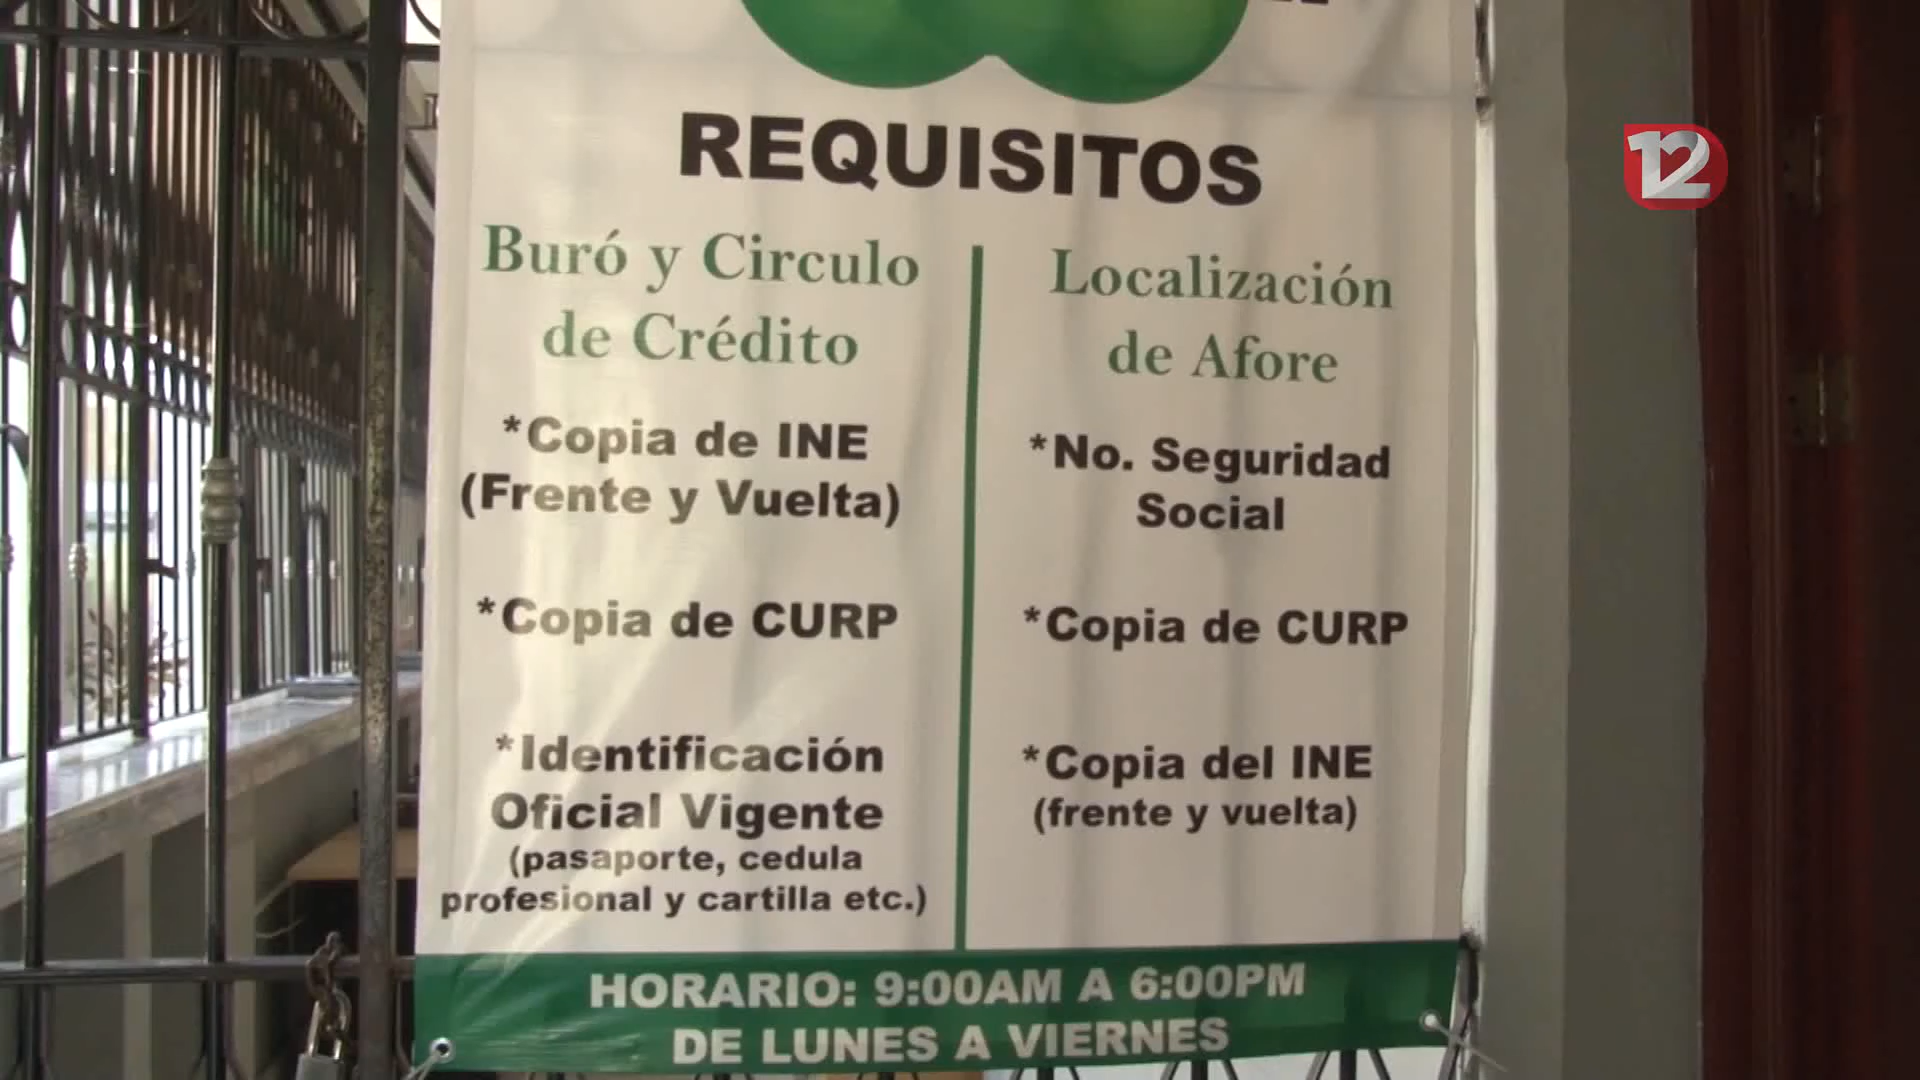 12
REQUISITOS
Buró y Circulo
de Crédito
*Copia de INE
(Frente y Vuelta)
*Copia de CURP
*Identificación
Oficial Vigente
(pasaporte, cedula
profesional y cartilla etc.)
Localización
de Afore
*No. Seguridad
Social
*Copia de CURP
*Copia del INE
(frente y vuelta)
HORARIO: 9:00AM A 6:00PM
DE LUNES A VIERNES